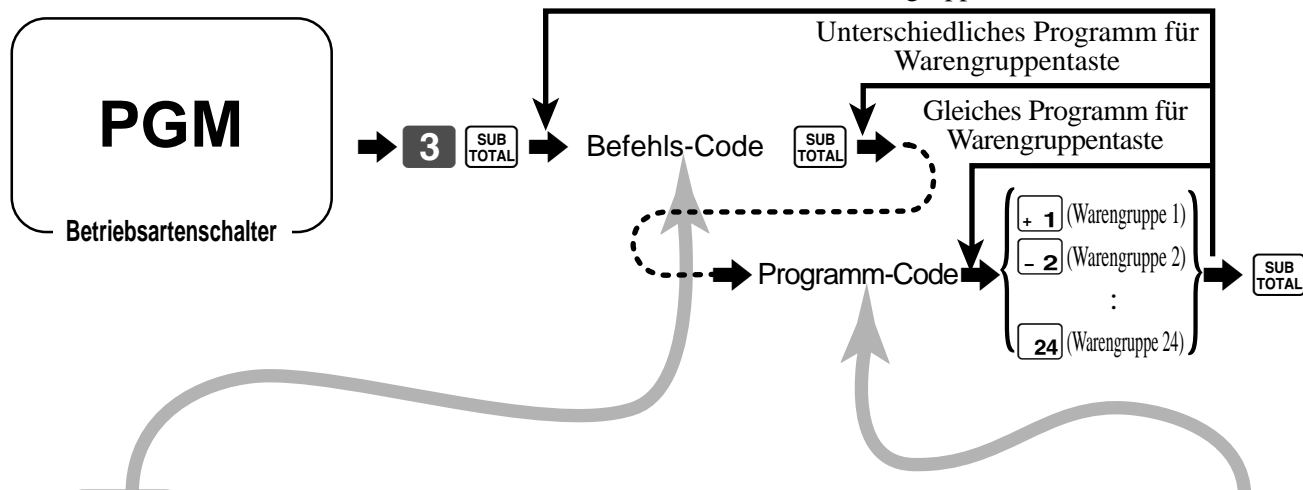 Unterschiedliches Programm für
Warengruppentaste
Gleiches Programm für
Warengruppentaste
PGM
3 SUB TOTAL Befehls-Code SUB TOTAL
Betriebsartenschalter
+ 1 (Warengruppe 1)
- 2 (Warengruppe 2)
Programm-Code
SUB TOTAL
:
24 (Warengruppe 24)